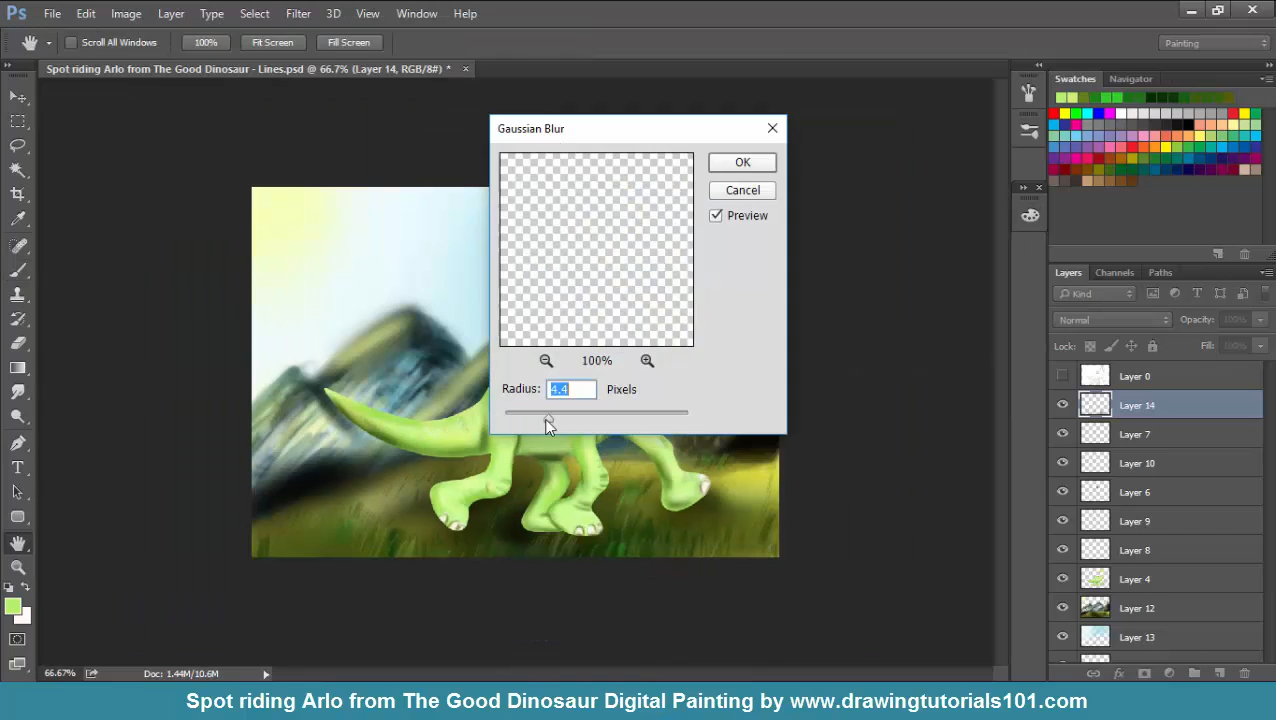 Ps File Edit Image Layer Type Select Filter 3D View Window Help
Scroll All Windows 100% Fit Screen Fill Screen Painting
Spot riding Arlo from The Good Dinosaur - Lines.psd @ 66.7% (Layer 14, RGB/8#) *
Swatches Navigator
Gaussian Blur
OK
Cancel
Preview
100%
Radius: 4.4 Pixels
Layers Channels Paths
Kind
Normal Opacity: 100%
Lock: Fill: 100%
Layer 0
Layer 14
Layer 7
Layer 10
Layer 6
Layer 9
Layer 8
Layer 4
Layer 12
Layer 13
66.67% Doc: 1.44M/10.6M
Spot riding Arlo from The Good Dinosaur Digital Painting by www.drawingtutorials101.com